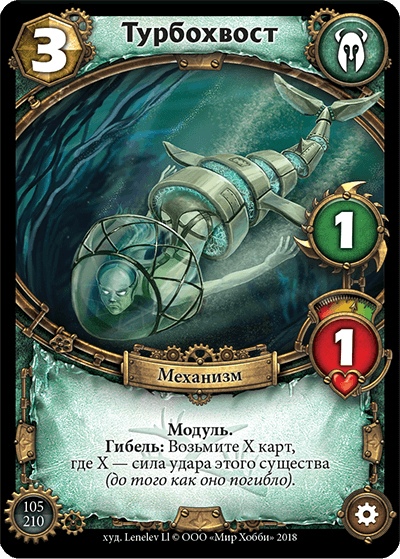 3
Турбохвост
1
1
Механизм
Модуль.
Гибель: Возьмите X карт,
где X — сила удара этого существа
(до того как оно погибло).
105
210
худ. Lenelev Ll © ООО «Мир Хобби» 2018